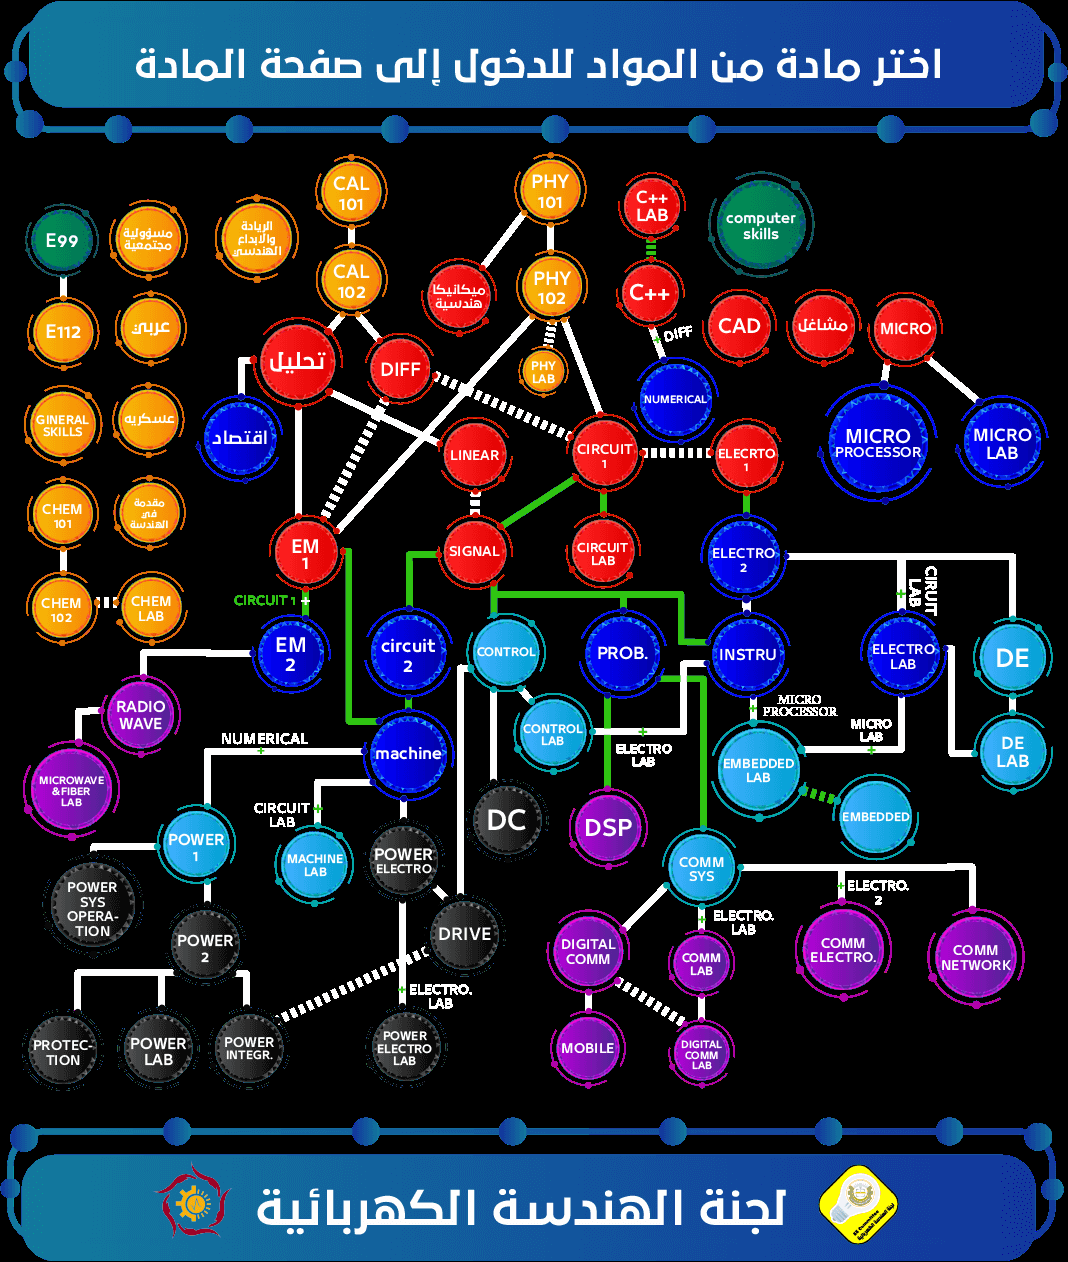 اختر مادة من المواد للدخول إلى صفحة المادة
CAL
101
PHY
101
C++
LAB
computer
skills
E99
مسؤولية
مجتمعية
الريادة
والابداع
الهندسي
CAL
102
ميكانيكا
هندسية
PHY
102
C++
E112
عربي
تحليل
DIFF
PHY
LAB
DIFF
CAD
مشاغل
MICRO
NUMERICAL
GINERAL
SKILLS
عسكريه
اقتصاد
LINEAR
CIRCUIT
1
ELECRTO
1
MICRO
PROCESSOR
MICRO
LAB
CHEM
101
مقدمة
في
الهندسة
EM
1
SIGNAL
CIRCUIT
LAB
ELECTRO
2
CIRUIT
LAB
CHEM
102
CHEM
LAB
CIRCUIT 1 +
EM
2
circuit
2
CONTROL
PROB.
INSTRU
ELECTRO
LAB
DE
RADIO
WAVE
MICRO
PROCESSOR
NUMERICAL
machine
CONTROL
LAB
ELECTRO
LAB
MICRO
LAB
DE
LAB
MICROWAVE
&FIBER
LAB
EMBEDDED
LAB
EMBEDDED
CIRCUIT
LAB
DC
DSP
POWER
1
MACHINE
LAB
POWER
ELECTRO
COMM
SYS
POWER
SYS
OPERA-
TION
ELECTRO.
2
ELECTRO.
LAB
POWER
2
DRIVE
DIGITAL
COMM
COMM
LAB
COMM
ELECTRO.
COMM
NETWORK
ELECTRO.
LAB
PROTEC-
TION
POWER
LAB
POWER
INTEGR.
POWER
ELECTRO
LAB
MOBILE
DIGITAL
COMM
LAB
لجنة الهندسة الكهربائية